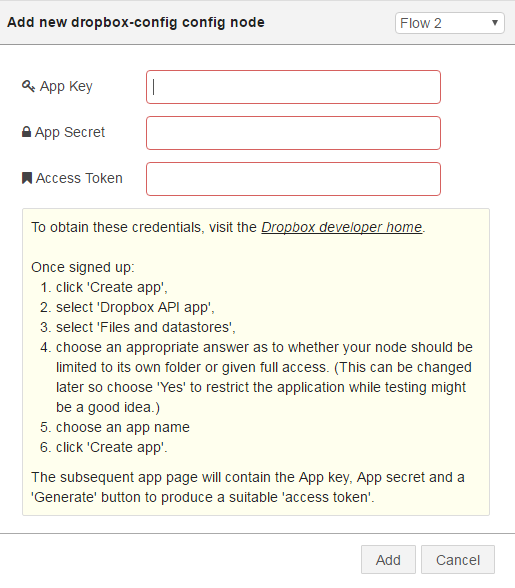 Add new dropbox-config config node
Flow 2
App Key
App Secret
Access Token
To obtain these credentials, visit the Dropbox developer home.
Once signed up:
1. click 'Create app',
2. select 'Dropbox API app',
3. select 'Files and datastores',
4. choose an appropriate answer as to whether your node should be
limited to its own folder or given full access. (This can be changed
later so choose 'Yes' to restrict the application while testing might
be a good idea.)
5. choose an app name
6. click 'Create app'.
The subsequent app page will contain the App key, App secret and a
'Generate' button to produce a suitable 'access token'.
Add
Cancel